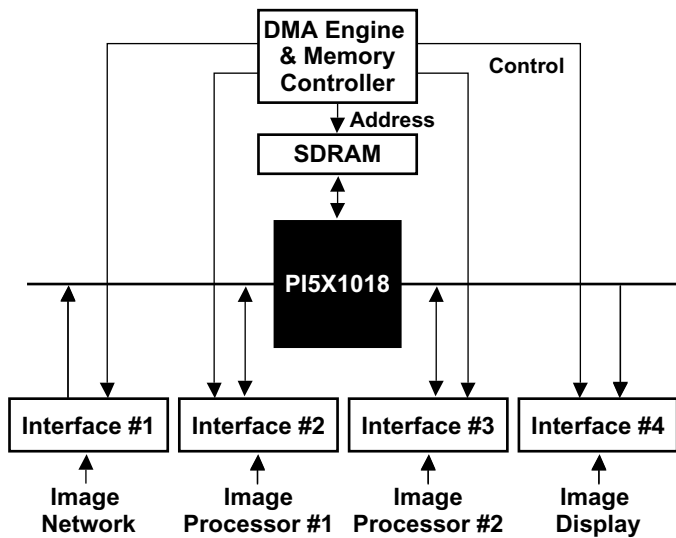 DMA Engine
& Memory
Controller
Control
Address
SDRAM
PI5X1018
Interface #1
Interface #2
Interface #3
Interface #4
Image
Network
Image
Processor #1
Image
Processor #2
Image
Display